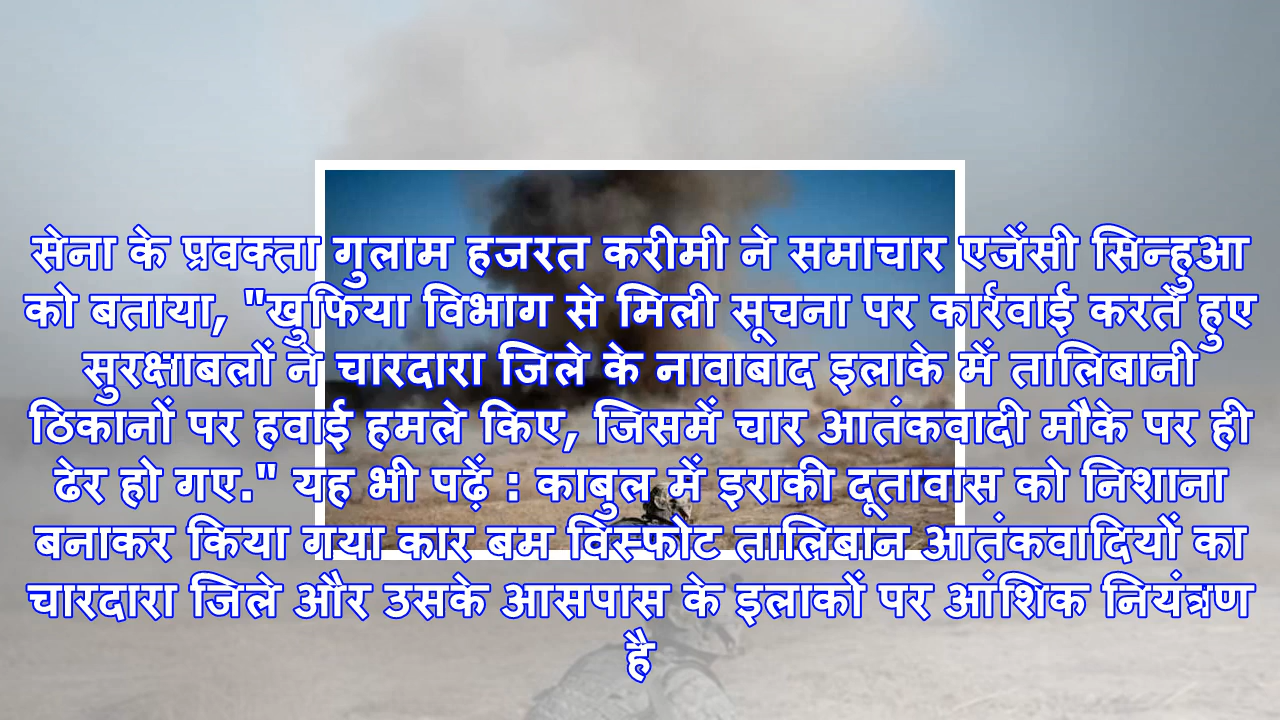 सेना के प्रवक्ता गुलाम हजरत करीमी ने समाचार एजेंसी सिन्हुआ
को बताया, "खुफिया विभाग से मिली सूचना पर कार्रवाई करते हुए
सुरक्षाबलों ने चारदारा जिले के नावाबाद इलाके में तालिबानी
ठिकानों पर हवाई हमले किए, जिसमें चार आतंकवादी मौके पर ही
ढेर हो गए." यह भी पढ़ें : काबुल में इराकी दूतावास को निशाना
बनाकर किया गया कार बम विस्फोट तालिबान आतंकवादियों का
चारदारा जिले और उसके आसपास के इलाकों पर आंशिक नियंत्रण
है